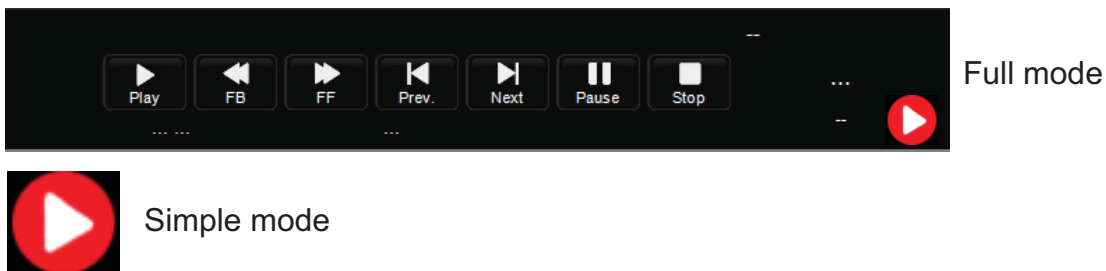 --
Full mode
...
Play FB FF Prev. Next Pause Stop
--
... ... ...
Simple mode